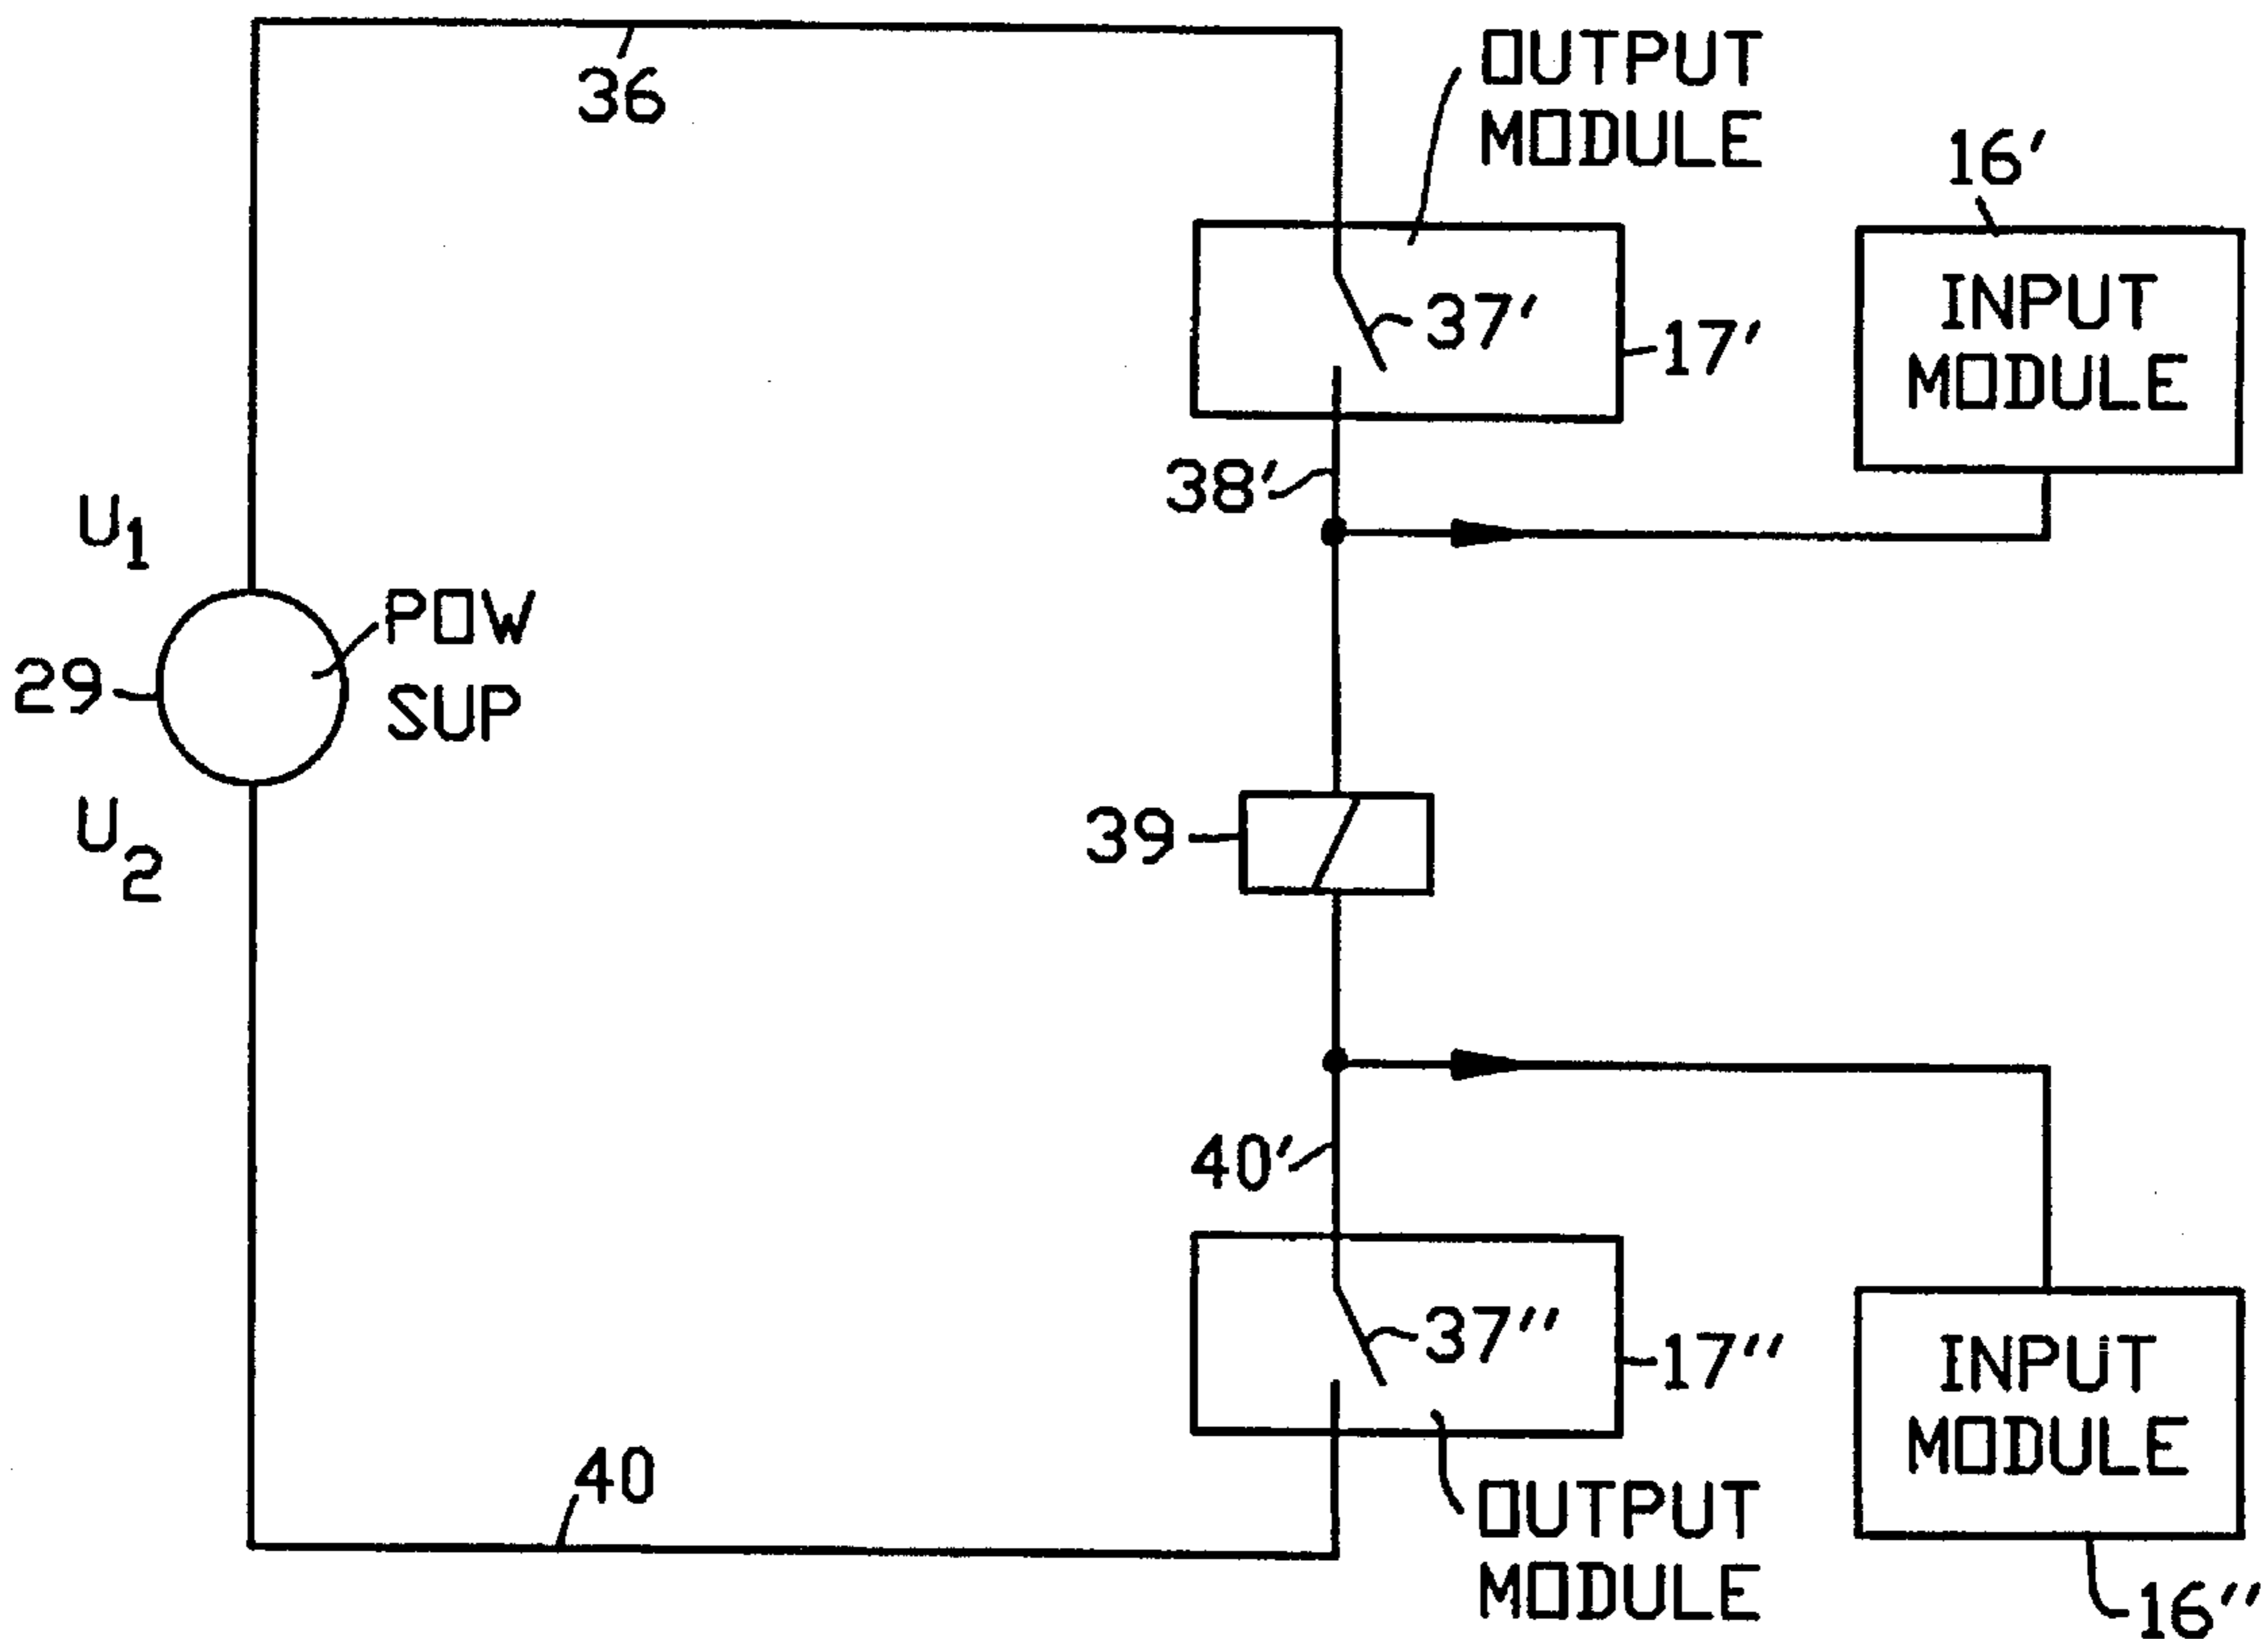 36
OUTPUT
MODULE
16′
INPUT
MODULE
37′
17′
38′
U1
POW
SUP
29
U2
39
40′
37″
17″
INPUT
MODULE
40
OUTPUT
MODULE
16″